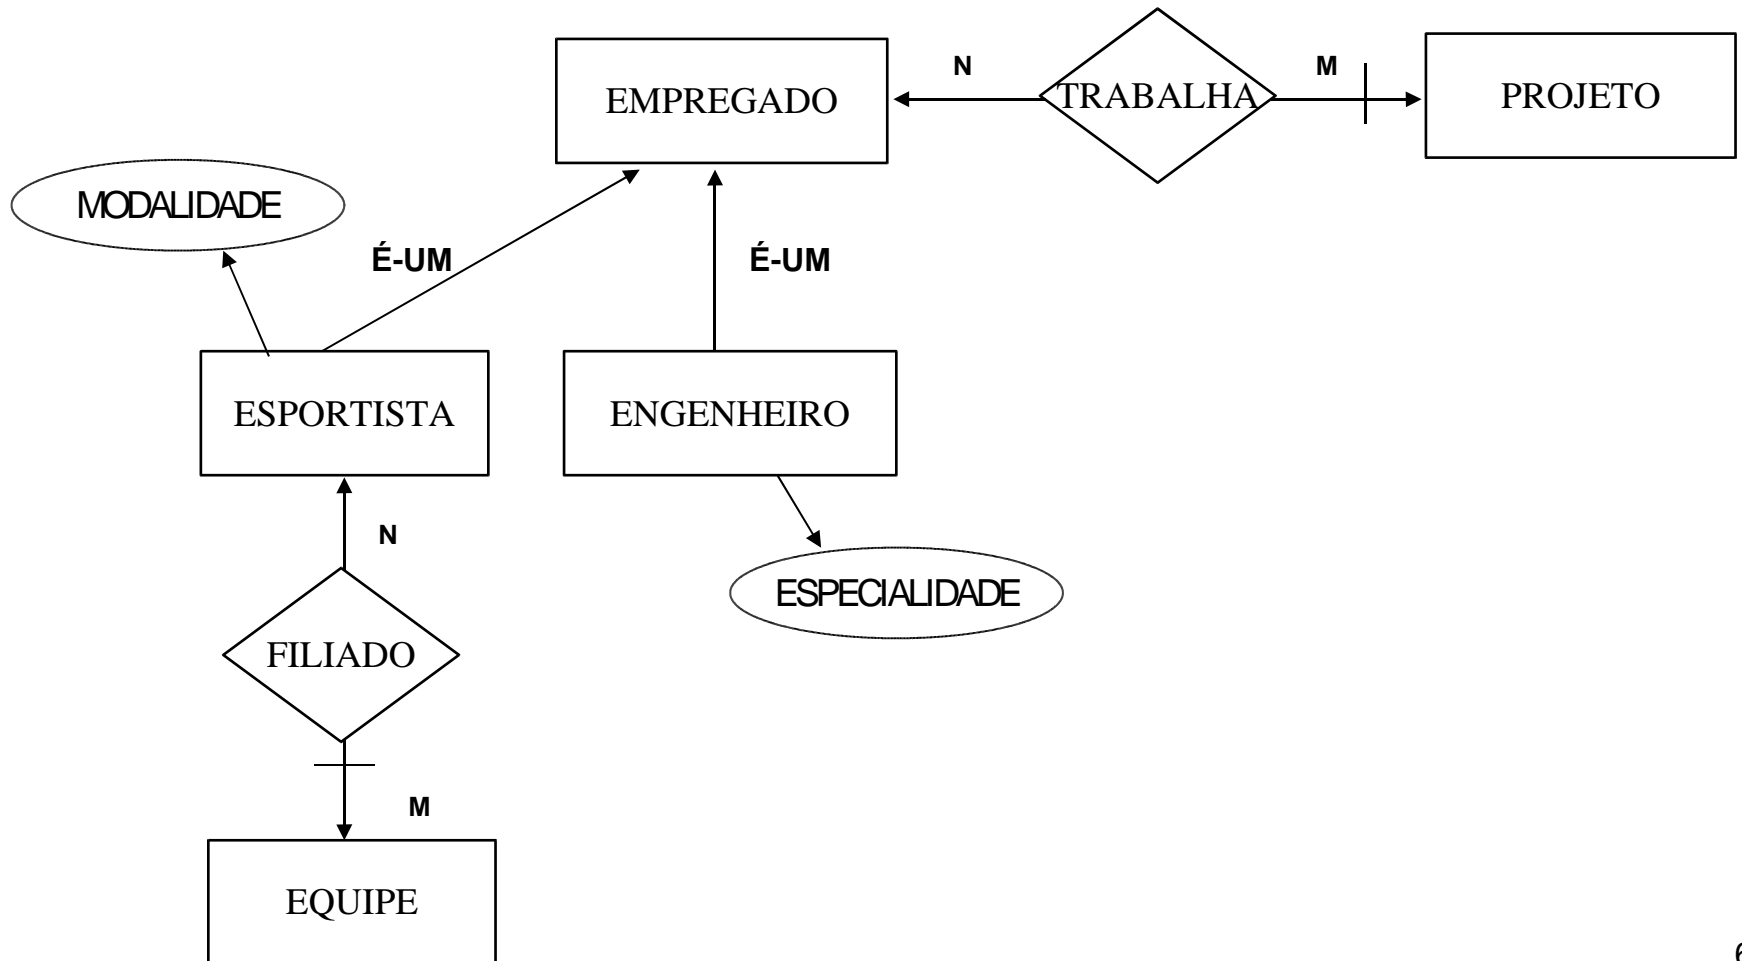 EMPREGADO
N
TRABALHA
M
PROJETO
MODALIDADE
É-UM
É-UM
ESPORTISTA
ENGENHEIRO
N
ESPECIALIDADE
FILIADO
M
EQUIPE